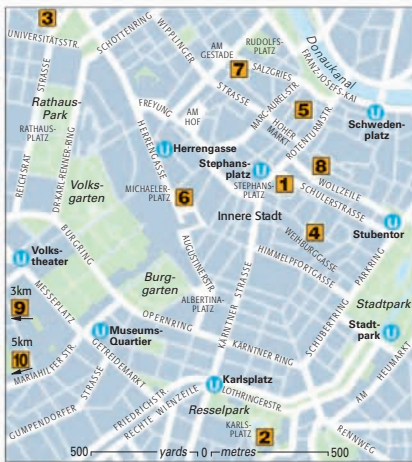 3
UNIVERSITÄTSSTR.
SCHOTTENRING
WIPPLINGER
STRASSE
AM
GESTADE
RUDOLFS-
PLATZ
7
SALZGRIES
Donaukanal
FRANZ-JOSEFS-KAI
STRASSE
Rathaus-
Park
RATHAUS-
PLATZ
REICHSRAT
DR-KARL-RENNER-RING
FREYUNG
AM
HOF
HERRENGASSE
MARC-AURELSTR.
5
HOHER
MARKT
ROTENTURMSTR.
U
Schweden-
platz
U Herrengasse
Stephans-
platz
U
8
WOLLZEILE
STEPHANS-
PLATZ
1
SCHULERSTRASSE
Volks-
garten
MICHAELER-
PLATZ
6
Innere Stadt
4
WEIHBURGGASSE
HIMMELPFORTGASSE
U
Stubentor
U
Volks-
theater
BURGRING
Burg-
garten
AUGUSTINERSTR.
ALBERTINA-
PLATZ
KÄRNTNER STRASSE
PARKRING
SCHUBERTRING
Stadtpark
3km
9
MESSEPLATZ
OPERNRING
5km
10
MARIAHILFER STR.
U
Museums-
Quartier
GETREIDEMARKT
KÄRNTNER RING
Stadt-
park
U
AM HEUMARKT
GUMPENDORFER
STRASSE
FRIEDRICHSTR.
RECHTE WIENZEILE
U
Karlsplatz
LOTHRINGERSTR.
Resselpark
KARLS-
PLATZ
2
RENNWEG
500 yards 0 metres 500